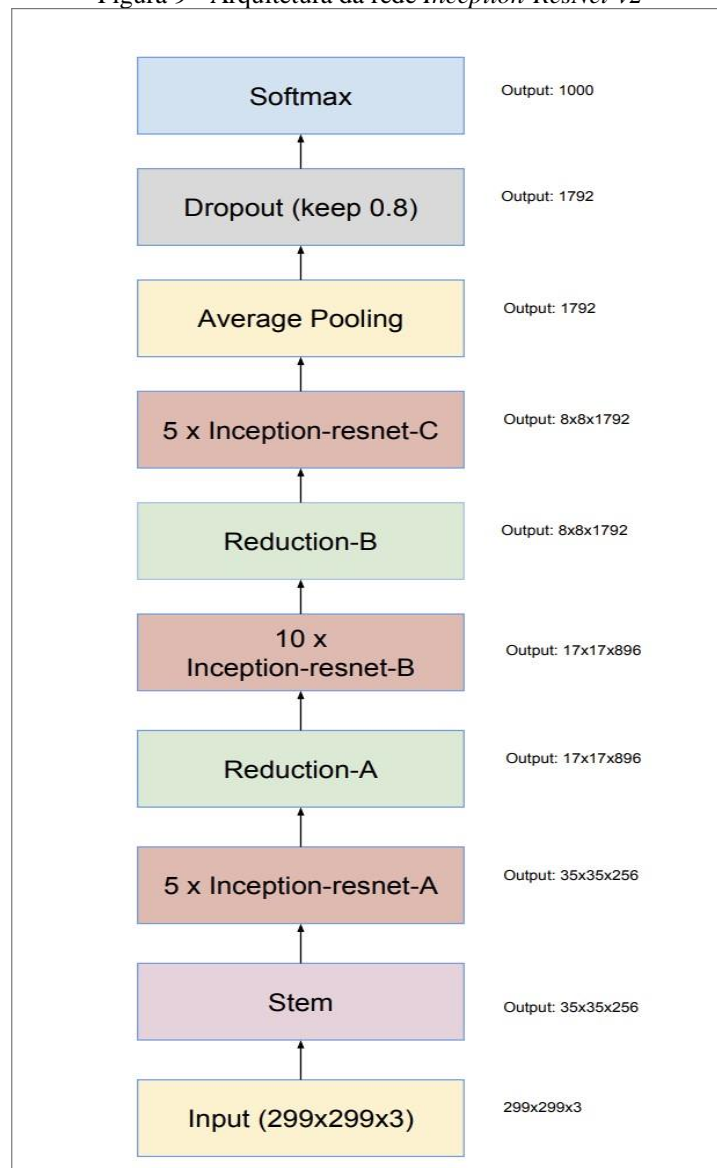 Figura 9 - Arquitetura da rede Inception-ResNet-v2
Softmax
Output: 1000
Dropout (keep 0.8)
Output: 1792
Average Pooling
Output: 1792
5 x Inception-resnet-C
Output: 8x8x1792
Reduction-B
Output: 8x8x1792
10 x
Inception-resnet-B
Output: 17x17x896
Reduction-A
Output: 17x17x896
5 x Inception-resnet-A
Output: 35x35x256
Stem
Output: 35x35x256
Input (299x299x3)
299x299x3